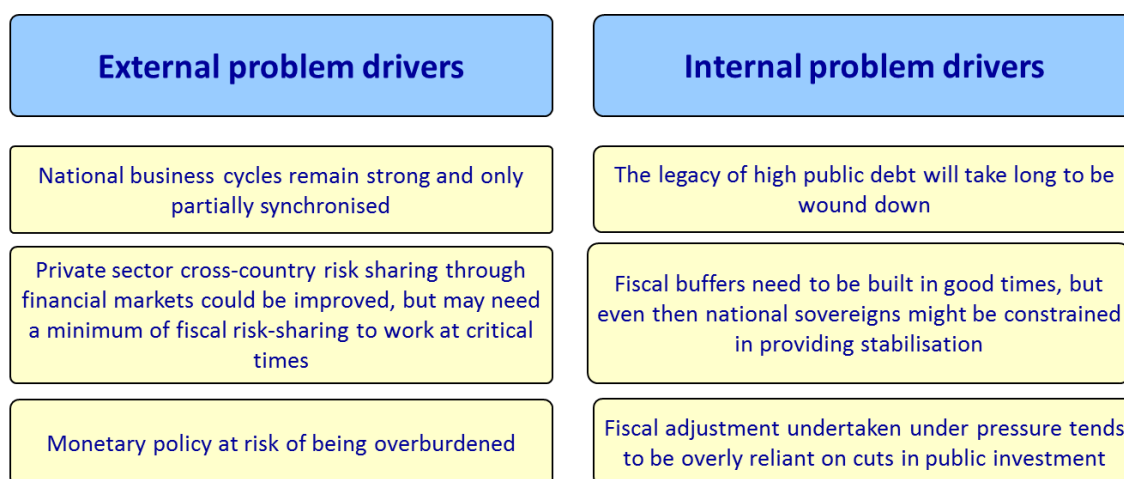 External problem drivers
National business cycles remain strong and only
partially synchronised
Private sector cross-country risk sharing through
financial markets could be improved, but may need
a minimum of fiscal risk-sharing to work at critical
times
Monetary policy at risk of being overburdened
Internal problem drivers
The legacy of high public debt will take long to be
wound down
Fiscal buffers need to be built in good times, but
even then national sovereigns might be constrained
in providing stabilisation
Fiscal adjustment undertaken under pressure tends
to be overly reliant on cuts in public investment